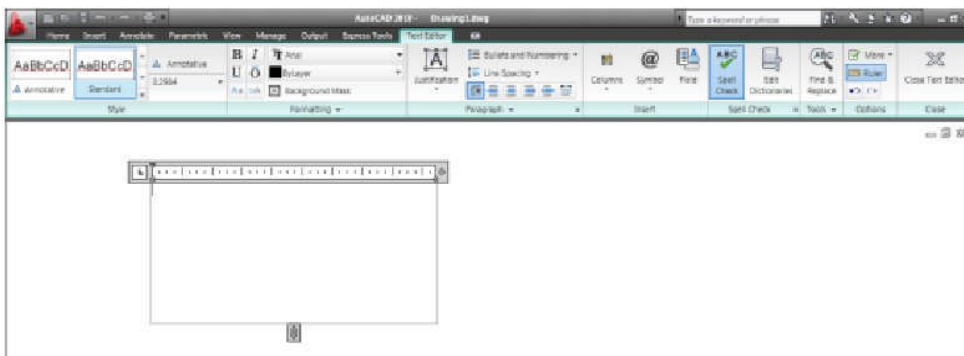 AutoCAD 2010 - Drawing1.dwg Type a keyword or phrase
Home Insert Annotate Parametric View Manage Output Express Tools Text Editor
AaBbCcD AaBbCcD Annotative B I Arial Justification Bullets and Numbering Columns Symbol Field Spell Check Edit Dictionaries Find & Replace More Close Text Editor
Annotative Standard U O ByLayer Line Spacing Ruler
Background Mask
Style Formatting Paragraph Insert Spell Check Tools Options Close